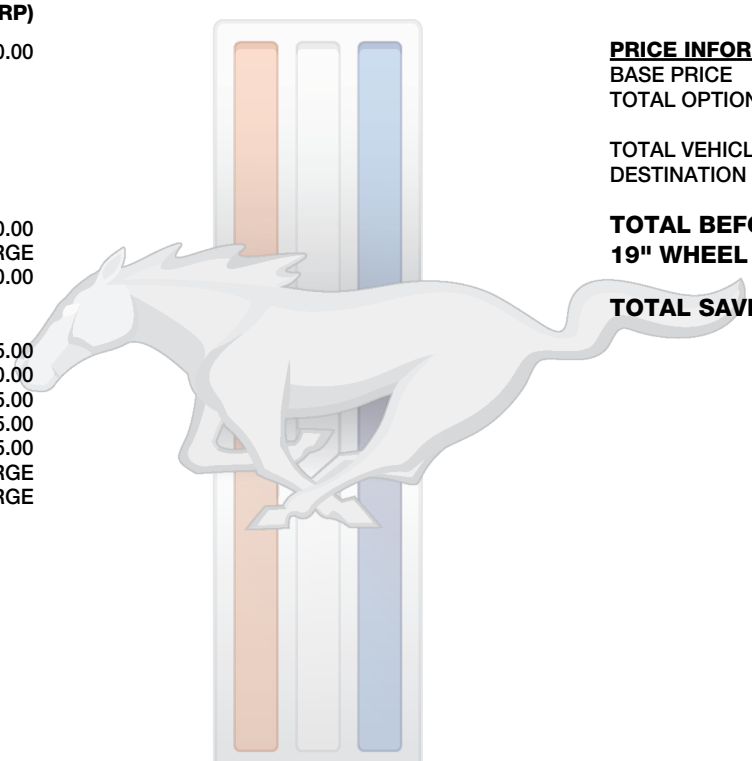 RP)
0.00
0.00
RGE
0.00
5.00
0.00
5.00
5.00
5.00
RGE
RGE
PRICE INFOR
BASE PRICE
TOTAL OPTION
TOTAL VEHICL
DESTINATION
TOTAL BEFO
19" WHEEL
TOTAL SAVI